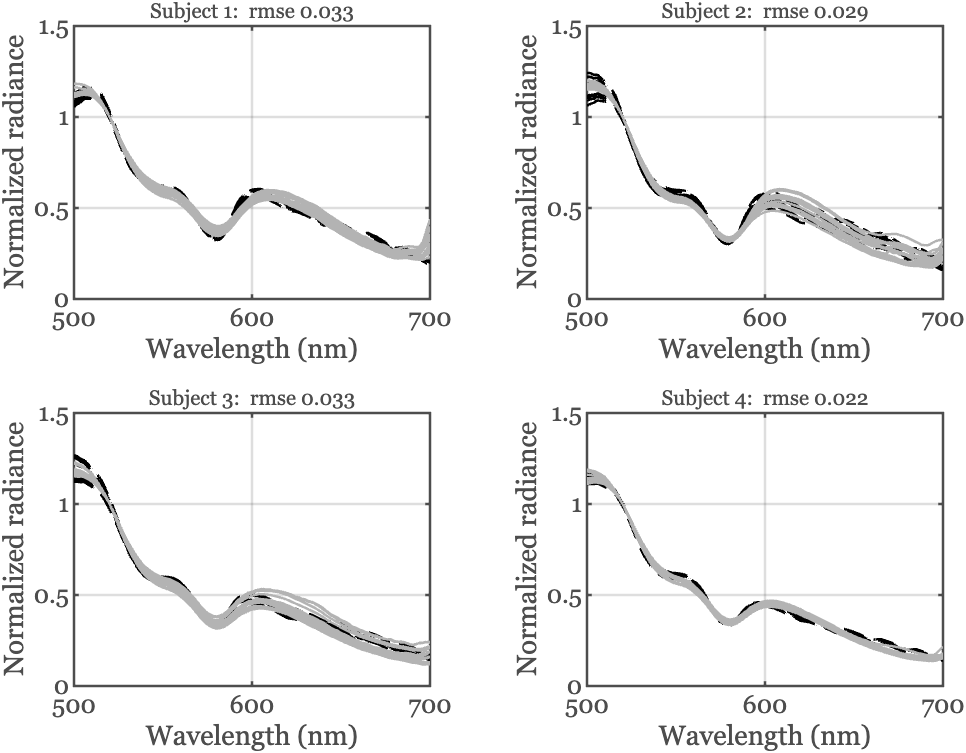 Subject 1:  rmse 0.033
Normalized radiance
1.5
1
0.5
0
500
600
700
Wavelength (nm)
Subject 2:  rmse 0.029
Normalized radiance
1.5
1
0.5
0
500
600
700
Wavelength (nm)
Subject 3:  rmse 0.033
Normalized radiance
1.5
1
0.5
0
500
600
700
Wavelength (nm)
Subject 4:  rmse 0.022
Normalized radiance
1.5
1
0.5
0
500
600
700
Wavelength (nm)